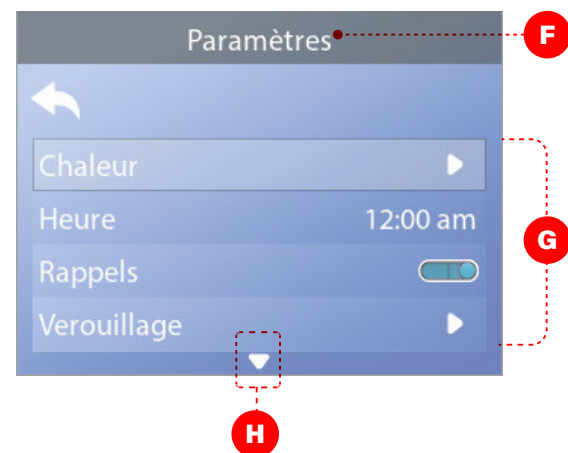 Paramètres
F
Chaleur
Heure 12:00 am
G
Rappels
Verouillage
H